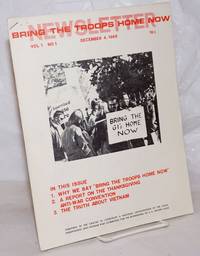 NEWSLETTER
BRING THE TROOPS HOME NOW
VOL 1 NO 1
DECEMBER 4, 1965
10¢
BRING THE
GI's HOME
NOW
IN THIS ISSUE
1. WHY WE SAY "BRING THE TROOPS HOME NOW"
2. A REPORT ON THE THANKSGIVING
ANTI-WAR CONVENTION
3. THE TRUTH ABOUT VIETNAM